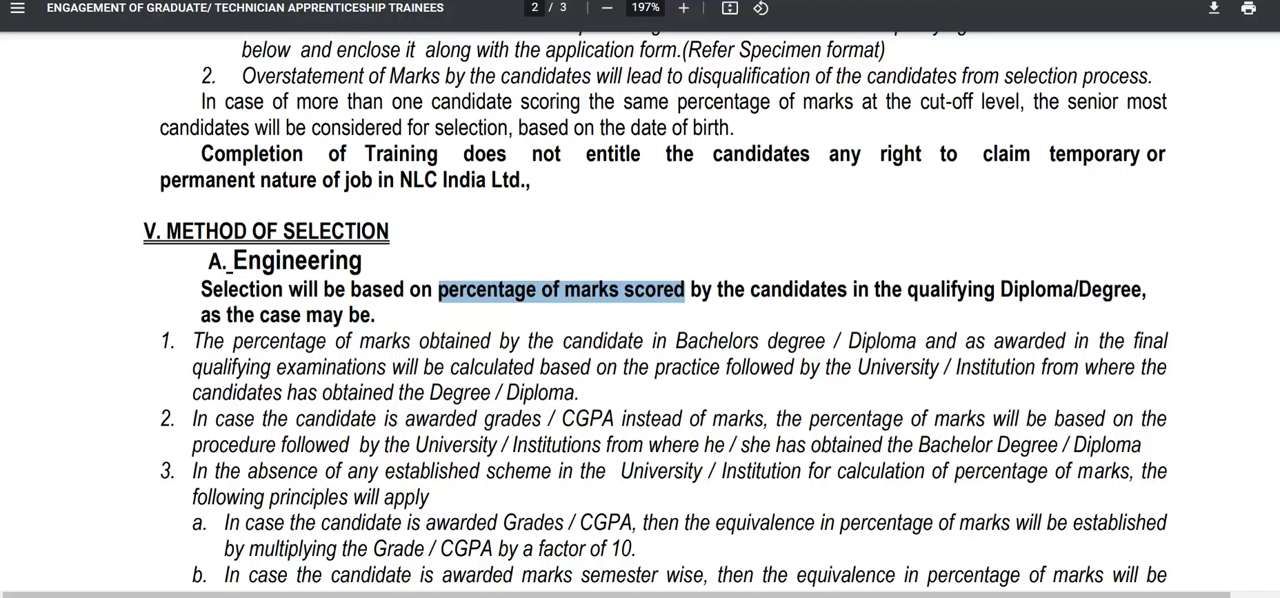 ENGAGEMENT OF GRADUATE/ TECHNICIAN APPRENTICESHIP TRAINEES 2 / 3 197%
below and enclose it along with the application form.(Refer Specimen format)
2. Overstatement of Marks by the candidates will lead to disqualification of the candidates from selection process.
In case of more than one candidate scoring the same percentage of marks at the cut-off level, the senior most
candidates will be considered for selection, based on the date of birth.
Completion of Training does not entitle the candidates any right to claim temporary or
permanent nature of job in NLC India Ltd.,
V. METHOD OF SELECTION
A. Engineering
Selection will be based on percentage of marks scored by the candidates in the qualifying Diploma/Degree,
as the case may be.
1. The percentage of marks obtained by the candidate in Bachelors degree / Diploma and as awarded in the final
qualifying examinations will be calculated based on the practice followed by the University / Institution from where the
candidates has obtained the Degree / Diploma.
2. In case the candidate is awarded grades / CGPA instead of marks, the percentage of marks will be based on the
procedure followed by the University / Institutions from where he / she has obtained the Bachelor Degree / Diploma
3. In the absence of any established scheme in the University / Institution for calculation of percentage of marks, the
following principles will apply
a. In case the candidate is awarded Grades / CGPA, then the equivalence in percentage of marks will be established
by multiplying the Grade / CGPA by a factor of 10.
b. In case the candidate is awarded marks semester wise, then the equivalence in percentage of marks will be